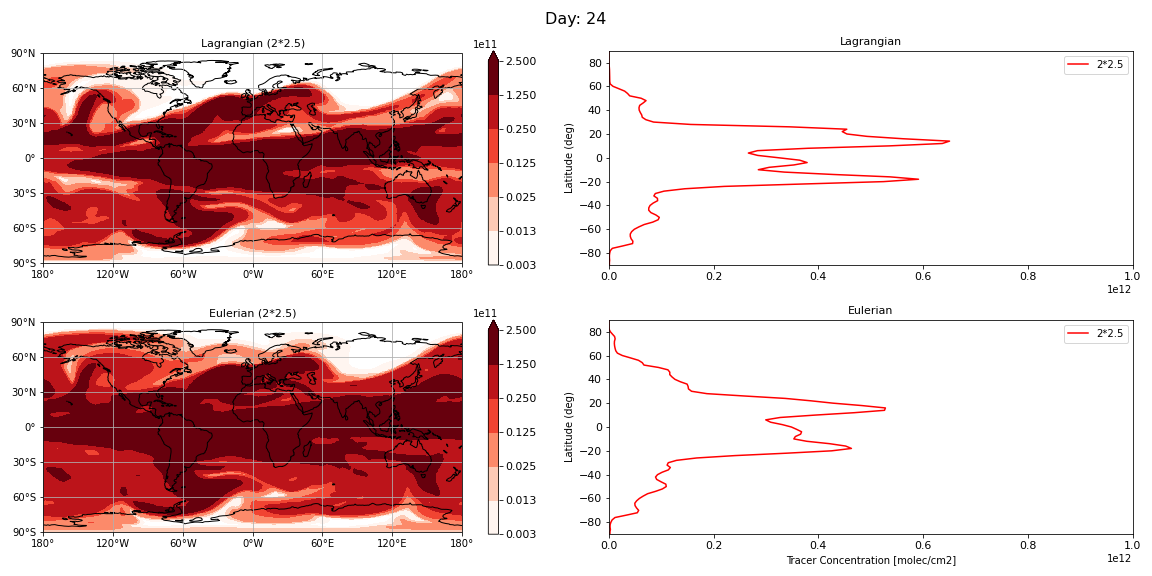 Day: 24
Lagrangian (2*2.5)
90°N
60°N
30°N
0°
30°S
60°S
90°S
180° 120°W 60°W 0°W 60°E 120°E 180°
1e11
2.500
1.250
0.250
0.125
0.025
0.013
0.003
Lagrangian
2*2.5
Latitude (deg)
80
60
40
20
0
−20
−40
−60
−80
0.0 0.2 0.4 0.6 0.8 1.0
1e12
Eulerian (2*2.5)
90°N
60°N
30°N
0°
30°S
60°S
90°S
180° 120°W 60°W 0°W 60°E 120°E 180°
1e11
2.500
1.250
0.250
0.125
0.025
0.013
0.003
Eulerian
2*2.5
Latitude (deg)
80
60
40
20
0
−20
−40
−60
−80
0.0 0.2 0.4 0.6 0.8 1.0
Tracer Concentration [molec/cm2]
1e12